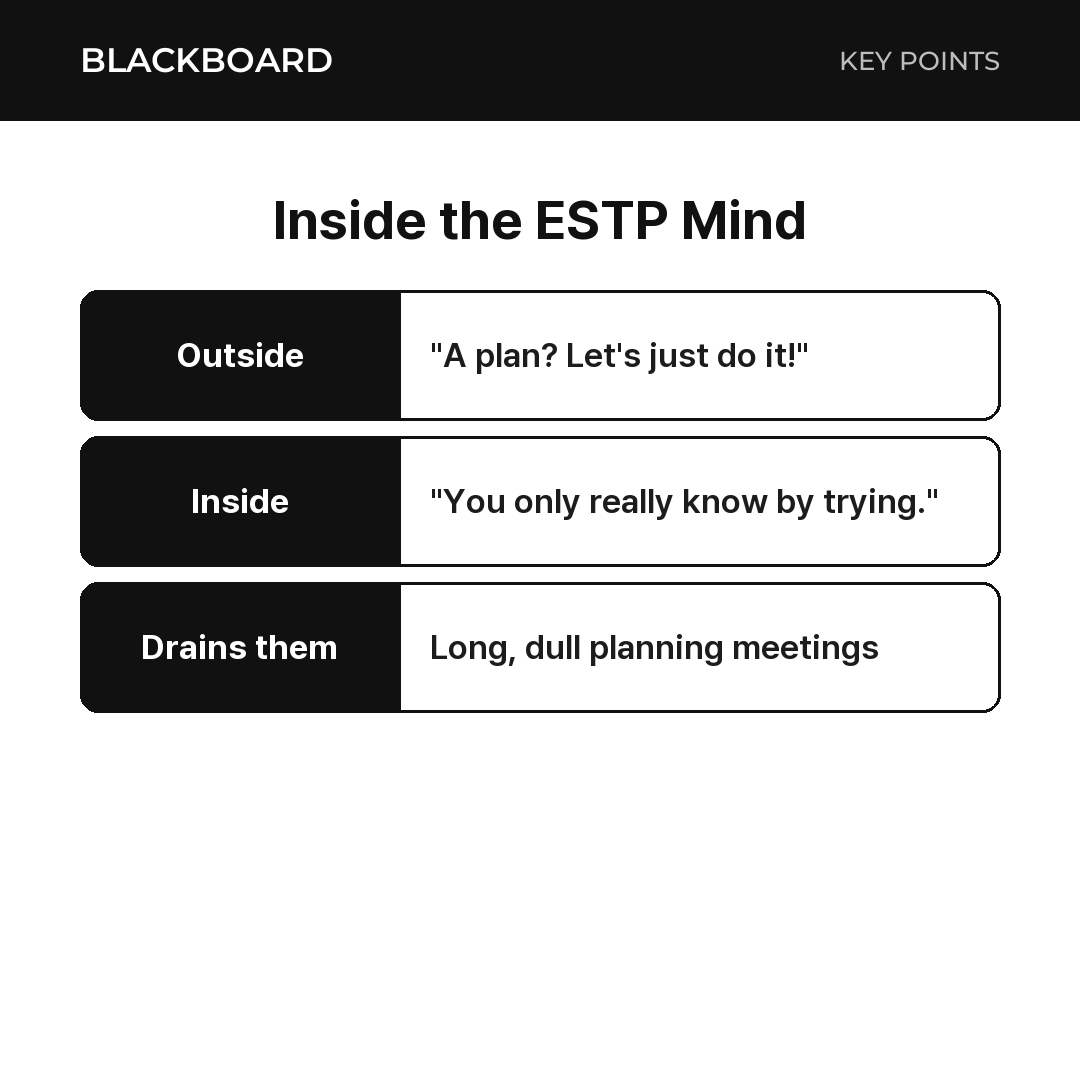 BLACKBOARD
KEY POINTS
Inside the ESTP Mind
Outside
"A plan? Let's just do it!"
Inside
"You only really know by trying."
Drains them
Long, dull planning meetings